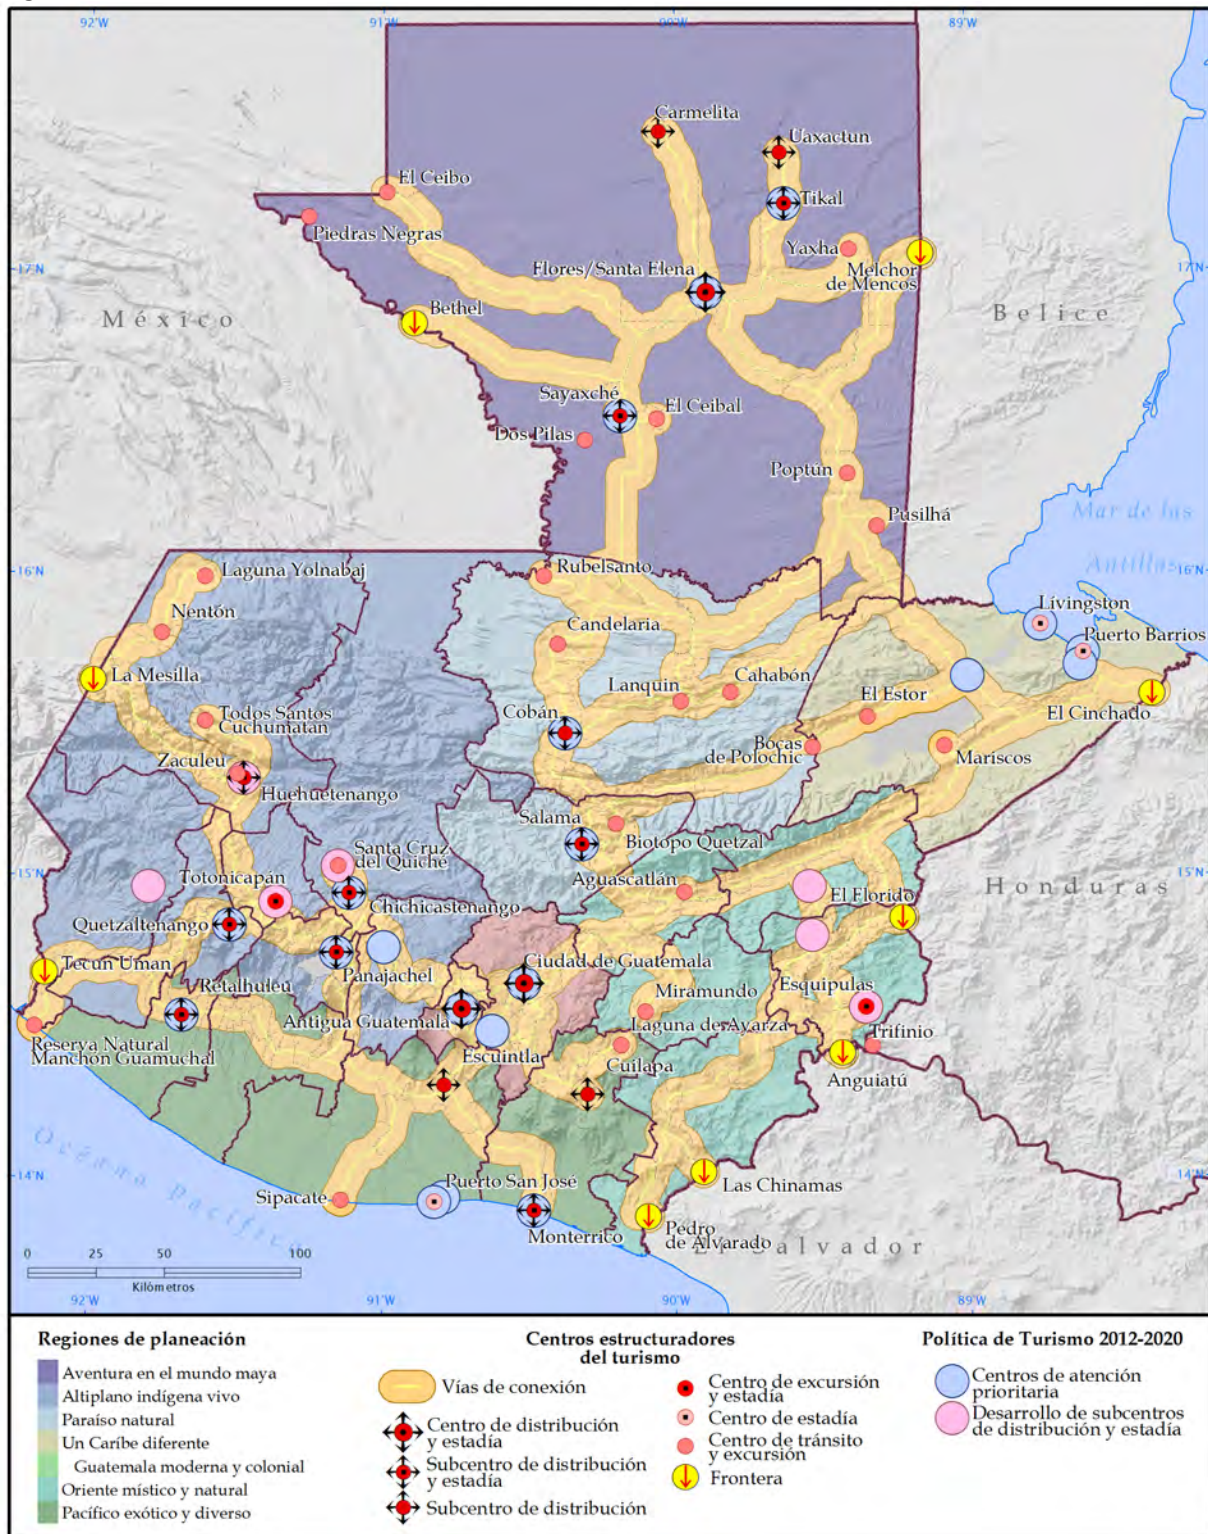 92°W
91°W
90°W
89°W
Carmelita
Uaxactun
El Ceibo
Tikal
Piedras Negras
Yaxha
17°N
Flores/Santa Elena
Melchor
de Mencos
17°N
Bethel
México
Belice
Sayaxché
El Ceibal
Dos Pilas
Poptún
Pusilhá
Mar de las
Antillas
16°N
Laguna Yolnabaj
Rubelsanto
16°N
Lívingston
Nentón
Candelaria
Puerto Barrios
La Mesilla
Lanquin
Cahabón
El Estor
Todos Santos
Cuchumatán
Cobán
El Cinchado
Bocas
de Polochic
Mariscos
Zaculeu
Huehuetenango
Salama
Biotopo Quetzal
Santa Cruz
del Quiché
15°N
Totonicapán
Aguascatlán
15°N
El Florido
Honduras
Chichicastenango
Quetzaltenango
Tecun Uman
Panajachel
Ciudad de Guatemala
Retalhuleu
Miramundo
Esquipulas
Antigua Guatemala
Laguna de Ayarza
Trifinio
Reserva Natural
Manchón Guamuchal
Escuintla
Cuilapa
Anguiatú
Océano Pacífico
14°N
14°N
Sipacate
Puerto San José
Las Chinamas
Monterrico
Pedro
de Alvarado
El Salvador
0 25 50 100
Kilómetros
92°W
91°W
90°W
89°W
Regiones de planeación
Aventura en el mundo maya
Altiplano indígena vivo
Paraíso natural
Un Caríbe diferente
Guatemala moderna y colonial
Oriente místico y natural
Pacífico exótico y diverso
Centros estructuradores
del turismo
Vías de conexión
Centro de distribución
y estadía
Subcentro de distribución
y estadía
Subcentro de distribución
Centro de excursión
y estadía
Centro de estadía
Centro de tránsito
y excursión
Frontera
Política de Turismo 2012-2020
Centros de atención
prioritaria
Desarrollo de subcentros
de distribución y estadía